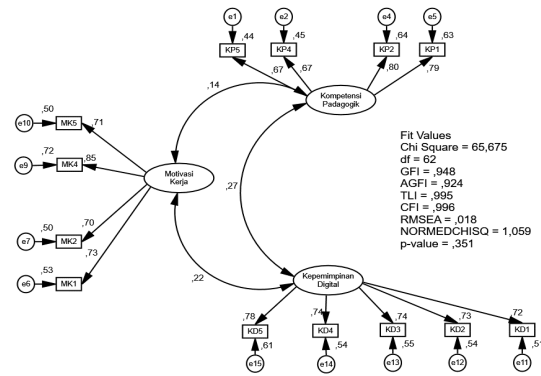 e1
e2
e4
e5
,44
,45
,64
,63
KP5
KP4
KP2
KP1
,67
,67
,80
,79
Kompetensi
Padagogik
,14
,50
e10
MK5
,71
,72
e9
MK4
,85
Motivasi
Kerja
,50
e7
MK2
,70
,53
e6
MK1
,73
,27
,22
Fit Values
Chi Square = 65,675
df = 62
GFI = ,948
AGFI = ,924
TLI = ,995
CFI = ,996
RMSEA = ,018
NORMEDCHISQ = 1,059
p-value = ,351
Kepemimpinan
Digital
,78
,74
,74
,73
,72
KD5
KD4
KD3
KD2
KD1
,61
,54
,55
,54
e15
e14
e13
e12
e11